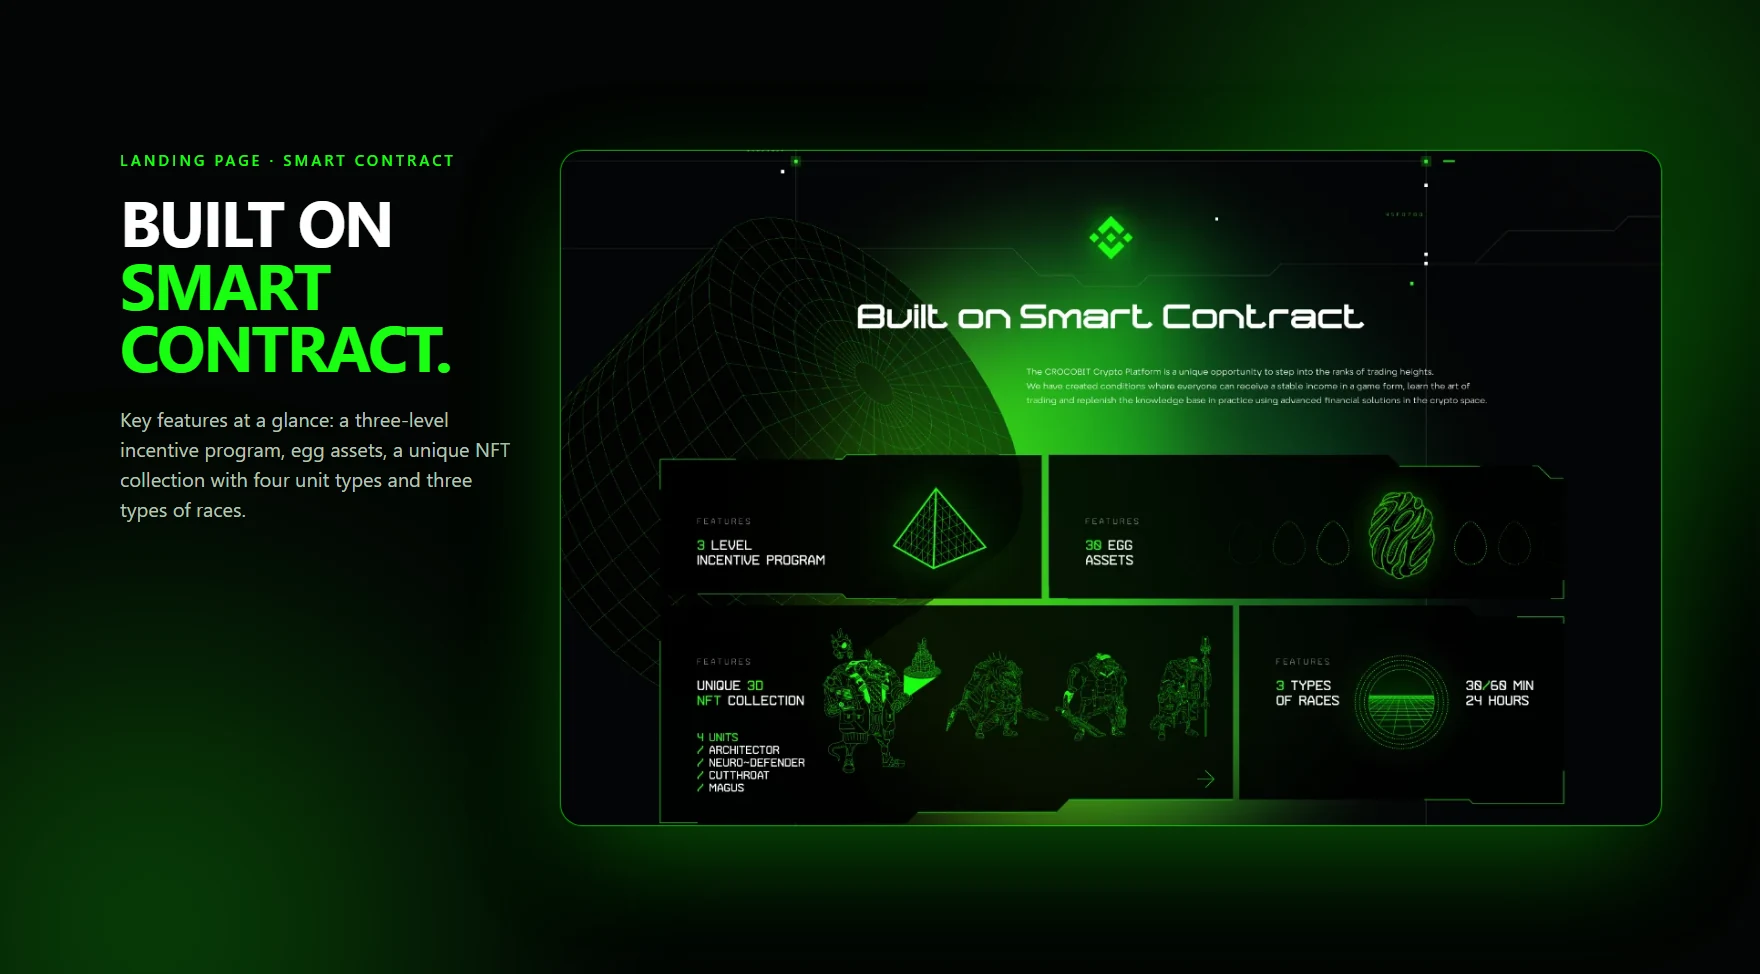 LANDING PAGE · SMART CONTRACT
BUILT ON
SMART
CONTRACT.
Key features at a glance: a three-level
incentive program, egg assets, a unique NFT
collection with four unit types and three
types of races.
Built on Smart Contract
The CROCOBIT Crypto Platform is a unique opportunity to step into the ranks of trading heights.
We have created conditions where everyone can receive a stable income in a game form, learn the art of
trading and replenish the knowledge base in practice using advanced financial solutions in the crypto space.
FEATURES
3 LEVEL
INCENTIVE PROGRAM
FEATURES
30 EGG
ASSETS
FEATURES
UNIQUE 3D
NFT COLLECTION
4 UNITS
/ ARCHITECTOR
/ NEURO-DEFENDER
/ CUTTHROAT
/ MAGUS
FEATURES
3 TYPES
OF RACES
30/60 MIN
24 HOURS